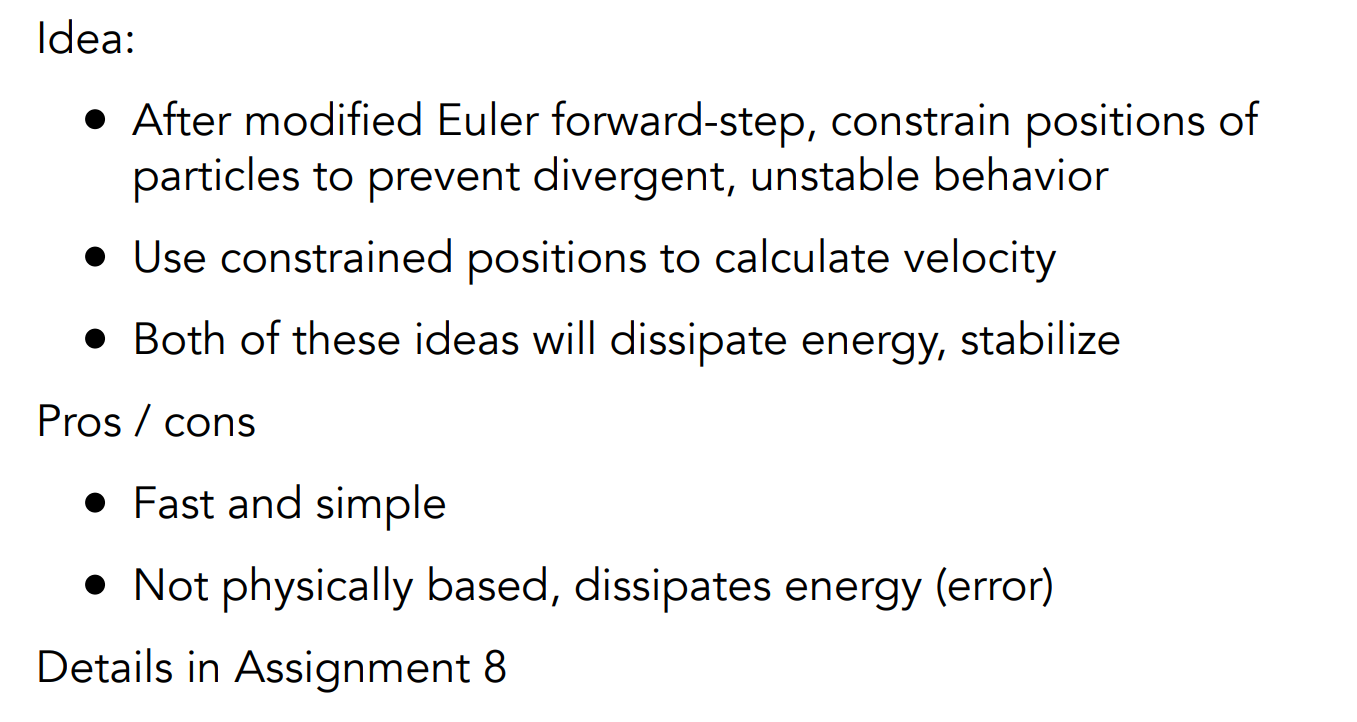 Idea:
• After modified Euler forward-step, constrain positions of
particles to prevent divergent, unstable behavior
• Use constrained positions to calculate velocity
• Both of these ideas will dissipate energy, stabilize
Pros / cons
• Fast and simple
• Not physically based, dissipates energy (error)
Details in Assignment 8